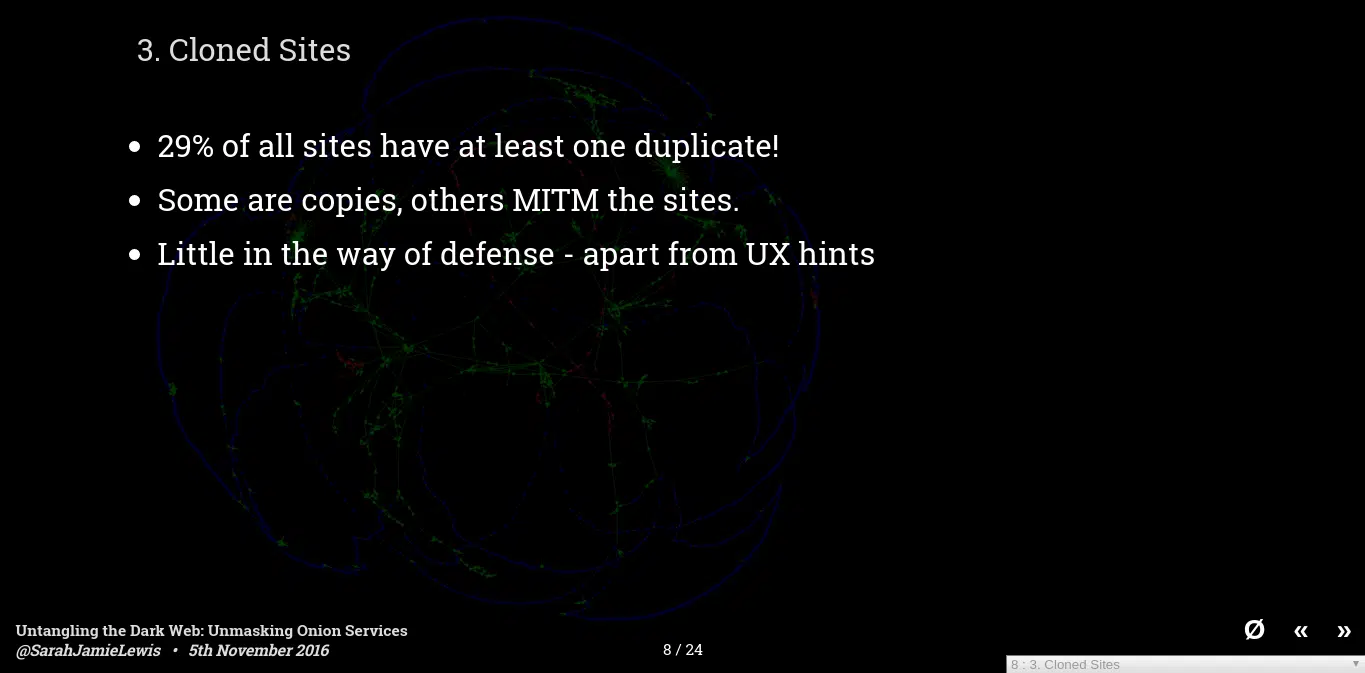 3. Cloned Sites
29% of all sites have at least one duplicate!
Some are copies, others MITM the sites.
Little in the way of defense - apart from UX hints
Untangling the Dark Web: Unmasking Onion Services
@SarahJamieLewis • 5th November 2016
8 / 24
Ø « »
8 : 3. Cloned Sites